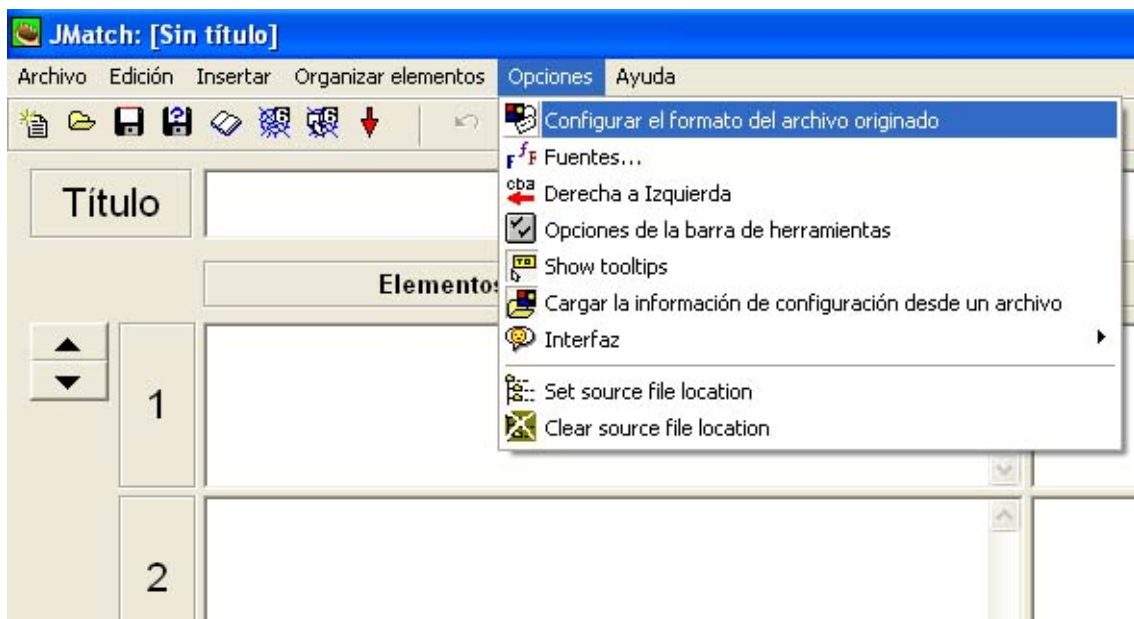 JMatch: [Sin título]
Archivo Edición Insertar Organizar elementos Opciones Ayuda
Configurar el formato del archivo originado
Fuentes...
Derecha a Izquierda
Opciones de la barra de herramientas
Show tooltips
Cargar la información de configuración desde un archivo
Interfaz
Set source file location
Clear source file location
Título
Elementos
1
2